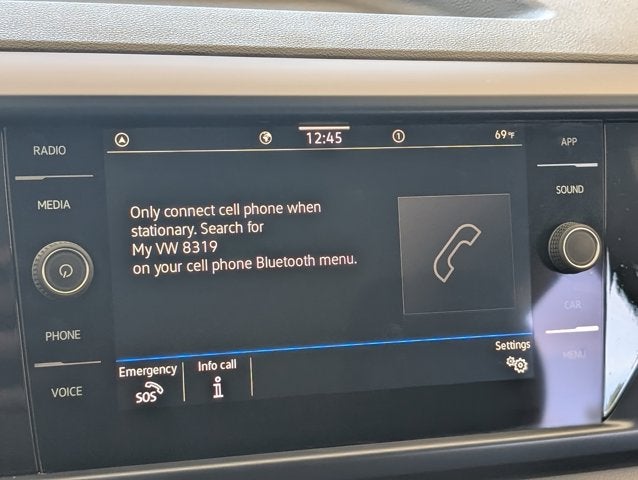 RADIO
MEDIA
PHONE
VOICE
12:45
1
69°F
Only connect cell phone when
stationary. Search for
My VW 8319
on your cell phone Bluetooth menu.
Emergency
SOS
Info call
i
Settings
APP
SOUND
CAR
MENU